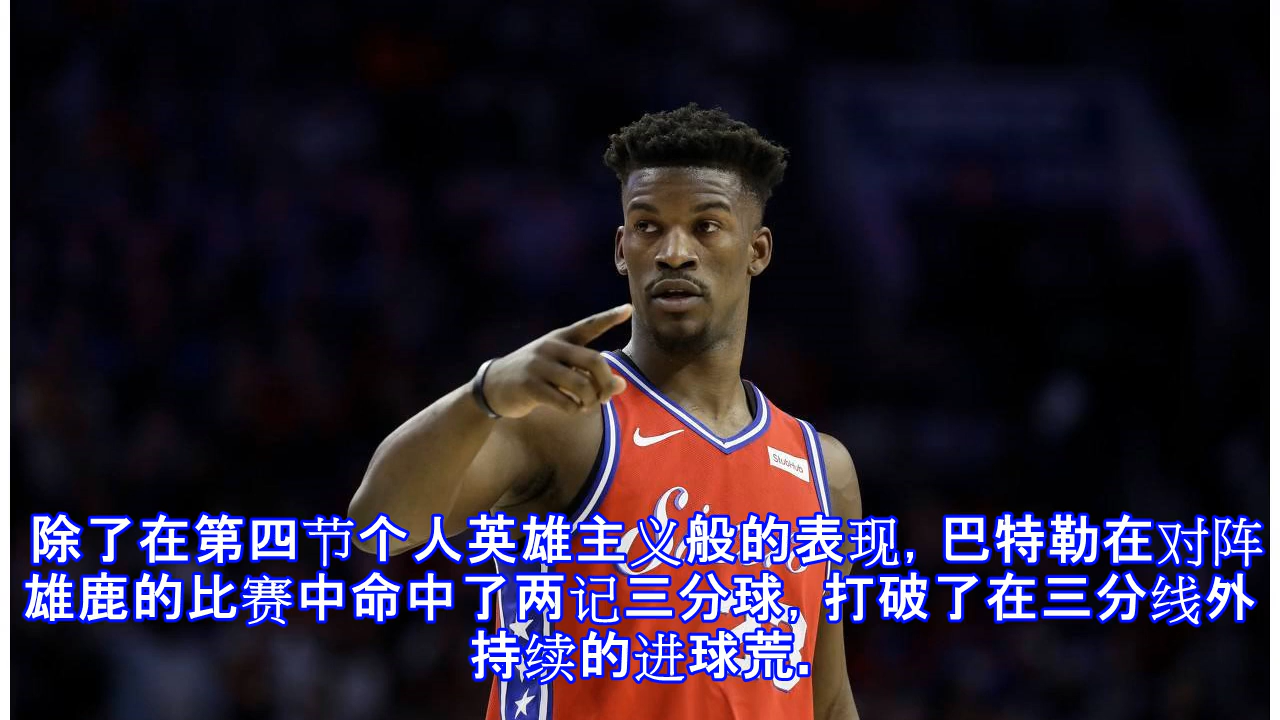 StubHub
除了在第四节个人英雄主义般的表现, 巴特勒在对阵
雄鹿的比赛中命中了两记三分球, 打破了在三分线外
持续的进球荒.